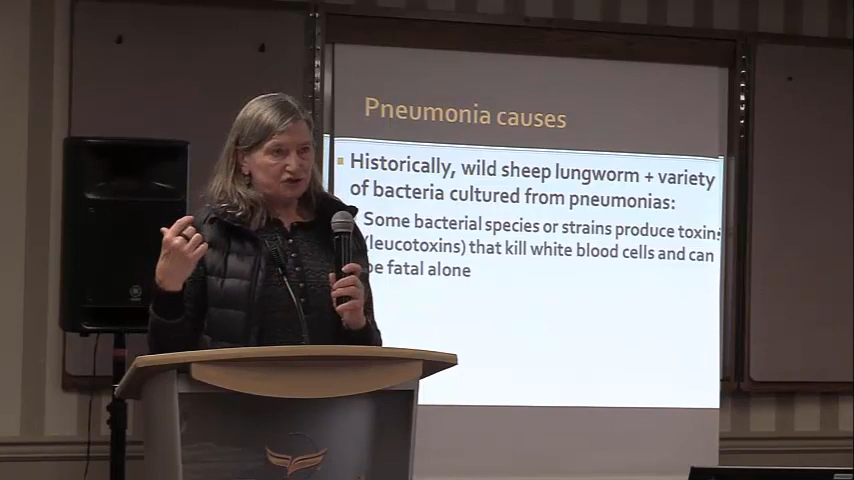 Pneumonia causes
Historically, wild sheep lungworm + variety
of bacteria cultured from pneumonias:
Some bacterial species or strains produce toxins
(leucotoxins) that kill white blood cells and can
be fatal alone